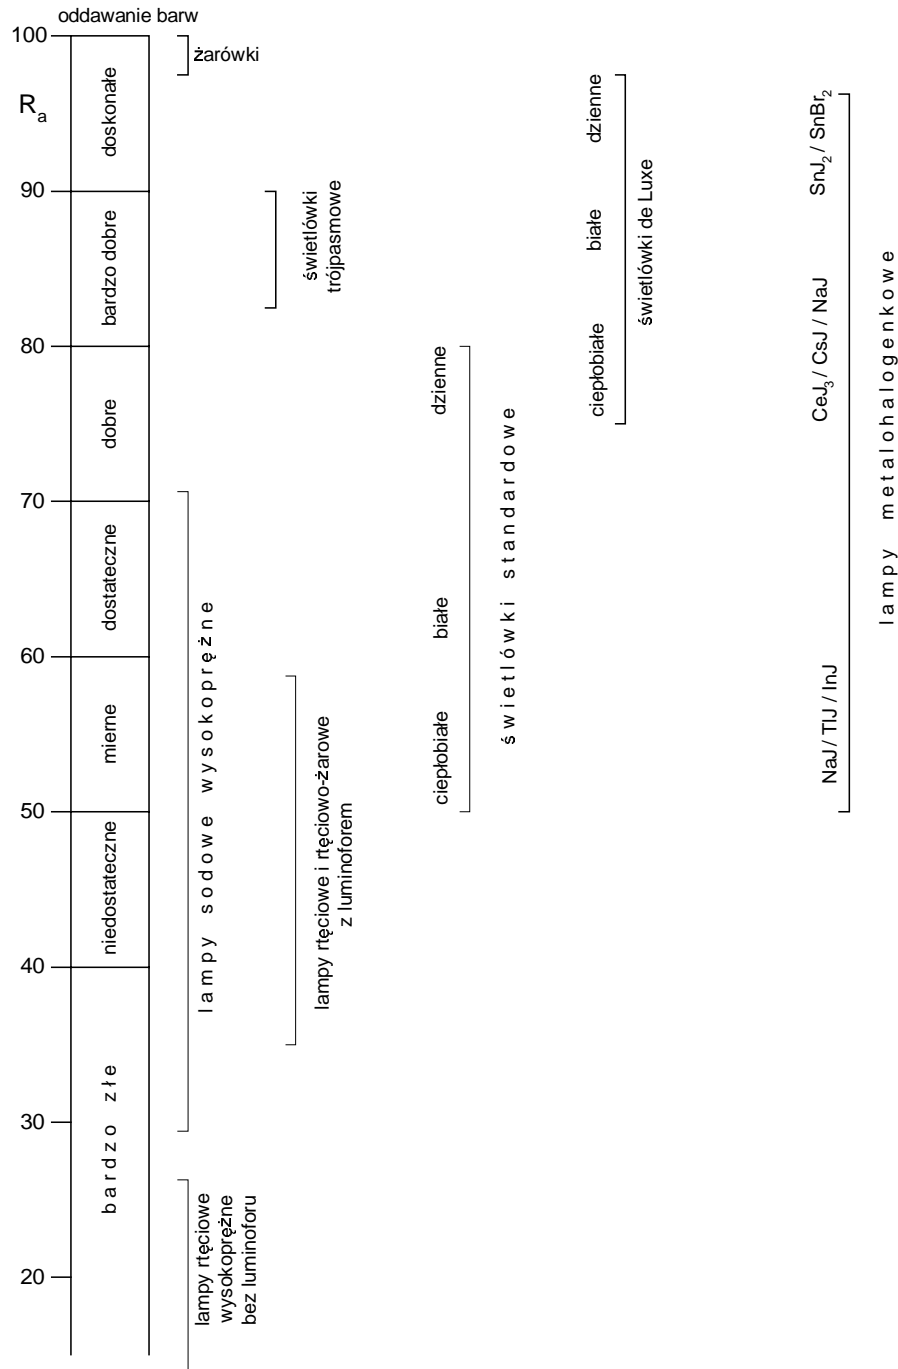 oddawanie barw
100
R_a
90
80
70
60
50
40
30
20
doskonałe
bardzo dobre
dobre
dostateczne
mierne
niedostateczne
bardzo złe
żarówki
świetlówki
trójpasmowe
lampy sodowe wysokoprężne
lampy rtęciowe i rtęciowo-żarowe
z luminoforem
lampy rtęciowe
wysokoprężne
bez luminoforu
dzienne
białe
ciepłobiałe
świetlówki standardowe
dzienne
białe
ciepłobiałe
świetlówki de Luxe
SnJ₂ / SnBr₂
CeJ₃ / CsJ / NaJ
NaJ / TlJ / InJ
lampy metalohalogenkowe